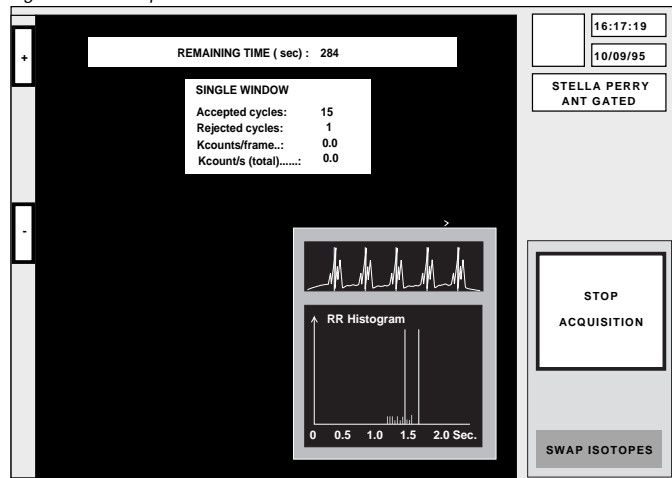 +
REMAINING TIME ( sec) : 284
SINGLE WINDOW
Accepted cycles: 15
Rejected cycles: 1
Kcounts/frame..: 0.0
Kcount/s (total)......: 0.0
-
>
RR Histogram
0 0.5 1.0 1.5 2.0 Sec.
16:17:19
10/09/95
STELLA PERRY
ANT GATED
STOP
ACQUISITION
SWAP ISOTOPES